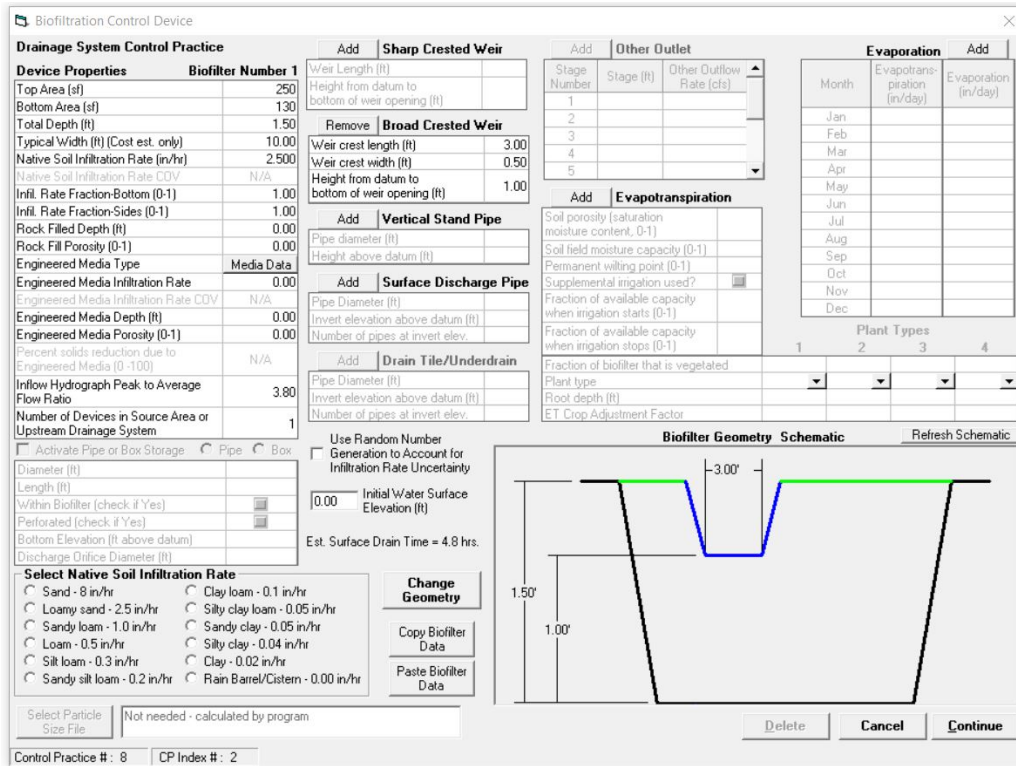 Biofiltration Control Device
Drainage System Control Practice
Device Properties Biofilter Number 1
Top Area (sf) 250
Bottom Area (sf) 130
Total Depth (ft) 1.50
Typical Width (ft) (Cost est. only) 10.00
Native Soil Infiltration Rate (in/hr) 2.500
Native Soil Infiltration Rate COV N/A
Infil. Rate Fraction-Bottom (0-1) 1.00
Infil. Rate Fraction-Sides (0-1) 1.00
Rock Filled Depth (ft) 0.00
Rock Fill Porosity (0-1) 0.00
Engineered Media Type Media Data
Engineered Media Infiltration Rate 0.00
Engineered Media Infiltration Rate COV N/A
Engineered Media Depth (ft) 0.00
Engineered Media Porosity (0-1) 0.00
Percent solids reduction due to
Engineered Media (0 -100) N/A
Inflow Hydrograph Peak to Average
Flow Ratio 3.80
Number of Devices in Source Area or
Upstream Drainage System 1
Activate Pipe or Box Storage Pipe Box
Diameter (ft)
Length (ft)
Within Biofilter (check if Yes)
Perforated (check if Yes)
Bottom Elevation (ft above datum)
Discharge Orifice Diameter (ft)
Select Native Soil Infiltration Rate
Sand - 8 in/hr
Loamy sand - 2.5 in/hr
Sandy loam - 1.0 in/hr
Loam - 0.5 in/hr
Silt loam - 0.3 in/hr
Sandy silt loam - 0.2 in/hr
Clay loam - 0.1 in/hr
Silty clay loam - 0.05 in/hr
Sandy clay - 0.05 in/hr
Silty clay - 0.04 in/hr
Clay - 0.02 in/hr
Rain Barrel/Cistern - 0.00 in/hr
Select Particle
Size File
Not needed - calculated by program
Control Practice # : 8 CP Index # : 2
Add Sharp Crested Weir
Weir Length (ft)
Height from datum to
bottom of weir opening (ft)
Remove Broad Crested Weir
Weir crest length (ft) 3.00
Weir crest width (ft) 0.50
Height from datum to
bottom of weir opening (ft) 1.00
Add Vertical Stand Pipe
Pipe diameter (ft)
Height above datum (ft)
Add Surface Discharge Pipe
Pipe Diameter (ft)
Invert elevation above datum (ft)
Number of pipes at invert elev.
Add Drain Tile/Underdrain
Pipe Diameter (ft)
Invert elevation above datum (ft)
Number of pipes at invert elev.
Use Random Number
Generation to Account for
Infiltration Rate Uncertainty
0.00 Initial Water Surface
Elevation (ft)
Est. Surface Drain Time = 4.8 hrs.
Change
Geometry
Copy Biofilter
Data
Paste Biofilter
Data
Add Other Outlet
Stage
Number
Stage (ft)
Other Outflow
Rate (cfs)
1
2
3
4
5
Add Evapotranspiration
Soil porosity (saturation
moisture content, 0-1)
Soil field moisture capacity (0-1)
Permanent wilting point (0-1)
Supplemental irrigation used?
Fraction of available capacity
when irrigation starts (0-1)
Fraction of available capacity
when irrigation stops (0-1)
Fraction of biofilter that is vegetated
Plant type
Root depth (ft)
ET Crop Adjustment Factor
Evaporation Add
Month
Evapotrans-
piration
(in/day)
Evaporation
(in/day)
Jan
Feb
Mar
Apr
May
Jun
Jul
Aug
Sep
Oct
Nov
Dec
Plant Types
1 2 3 4
Biofilter Geometry Schematic Refresh Schematic
3.00'
1.50'
1.00'
Delete Cancel Continue